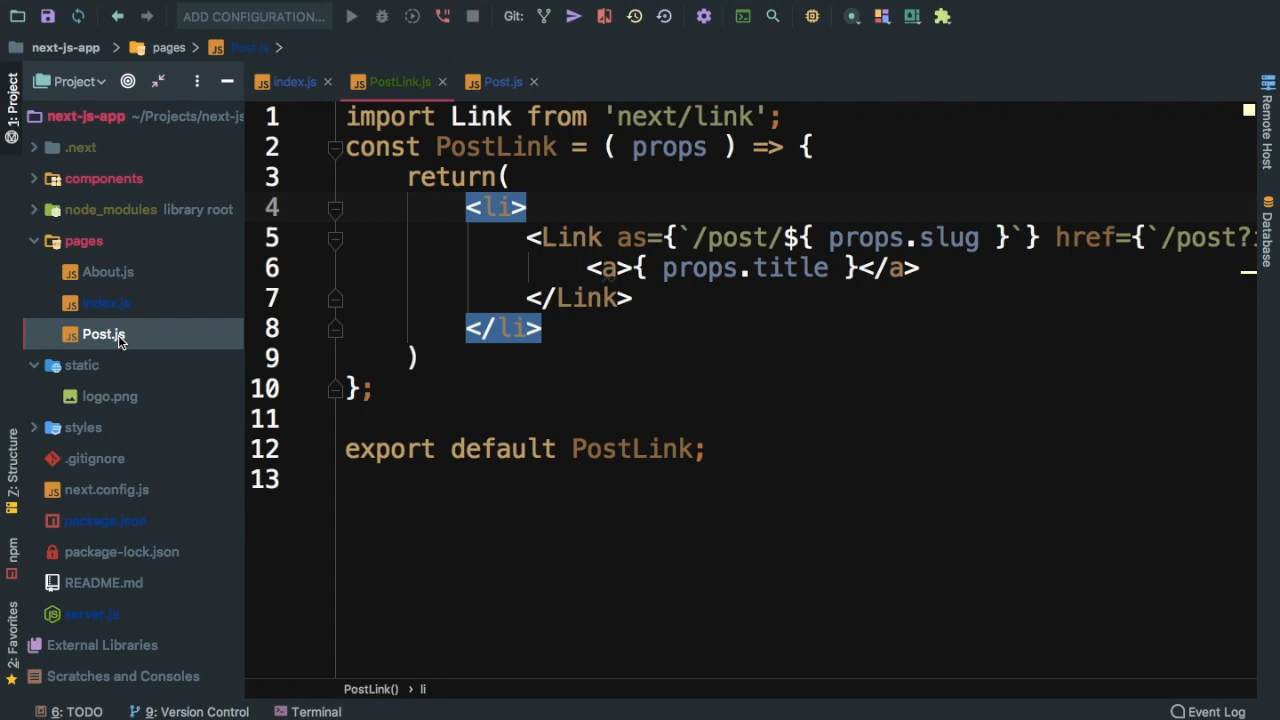 ADD CONFIGURATION...
Git:
next-js-app > pages > Post.js >
1: Project
Project
index.js
PostLink.js
Post.js
next-js-app ~/Projects/next-js
.next
components
node_modules library root
pages
About.js
index.js
Post.js
static
logo.png
styles
.gitignore
next.config.js
package.json
package-lock.json
README.md
server.js
External Libraries
Scratches and Consoles
7: Structure
npm
2: Favorites
1 import Link from 'next/link';
2 const PostLink = ( props ) => {
3 return(
4 <li>
5 <Link as={`/post/${ props.slug }`} href={`/post?
6 <a>{ props.title }</a>
7 </Link>
8 </li>
9 )
10 };
11
12 export default PostLink;
13
PostLink() › li
Remote Host
Database
6: TODO
9: Version Control
Terminal
Event Log